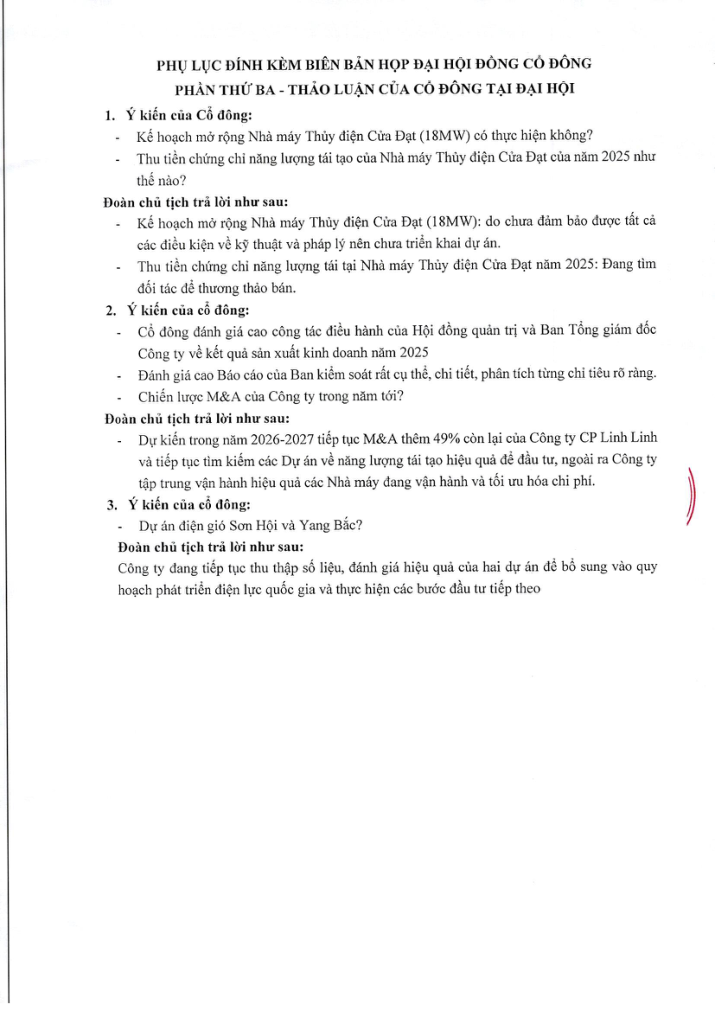 PHỤ LỤC ĐÍNH KÈM BIÊN BẢN HỌP ĐẠI HỘI ĐỒNG CỔ ĐÔNG
PHẦN THỨ BA - THẢO LUẬN CỦA CỔ ĐÔNG TẠI ĐẠI HỘI
1. Ý kiến của Cổ đông:
- Kế hoạch mở rộng Nhà máy Thủy điện Cửa Đạt (18MW) có thực hiện không?
- Thu tiền chứng chỉ năng lượng tái tạo của Nhà máy Thủy điện Cửa Đạt của năm 2025 như
thế nào?
Đoàn chủ tịch trả lời như sau:
- Kế hoạch mở rộng Nhà máy Thủy điện Cửa Đạt (18MW): do chưa đảm bảo được tất cả
các điều kiện về kỹ thuật và pháp lý nên chưa triển khai dự án.
- Thu tiền chứng chỉ năng lượng tái tại Nhà máy Thủy điện Cửa Đạt năm 2025: Đang tìm
đối tác để thương thảo bán.
2. Ý kiến của cổ đông:
- Cổ đông đánh giá cao công tác điều hành của Hội đồng quản trị và Ban Tổng giám đốc
Công ty về kết quả sản xuất kinh doanh năm 2025
- Đánh giá cao Báo cáo của Ban kiểm soát rất cụ thể, chi tiết, phân tích từng chỉ tiêu rõ ràng.
- Chiến lược M&A của Công ty trong năm tới?
Đoàn chủ tịch trả lời như sau:
- Dự kiến trong năm 2026-2027 tiếp tục M&A thêm 49% còn lại của Công ty CP Linh Linh
và tiếp tục tìm kiếm các Dự án về năng lượng tái tạo hiệu quả để đầu tư, ngoài ra Công ty
tập trung vận hành hiệu quả các Nhà máy đang vận hành và tối ưu hóa chi phí.
3. Ý kiến của cổ đông:
- Dự án điện gió Sơn Hội và Yang Bắc?
Đoàn chủ tịch trả lời như sau:
Công ty đang tiếp tục thu thập số liệu, đánh giá hiệu quả của hai dự án để bổ sung vào quy
hoạch phát triển điện lực quốc gia và thực hiện các bước đầu tư tiếp theo